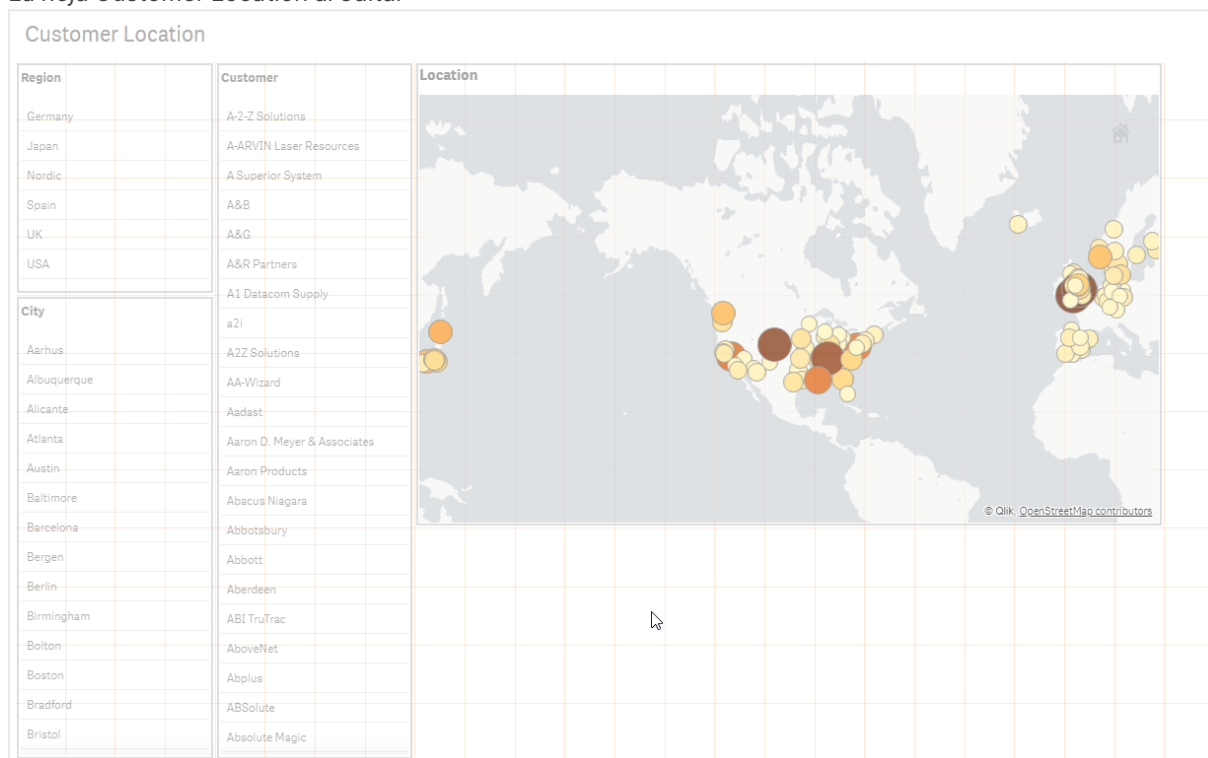 La hoja Customer Location al editar
Customer Location
Region
Germany
Japan
Nordic
Spain
UK
USA
City
Aarhus
Albuquerque
Alicante
Atlanta
Austin
Baltimore
Barcelona
Bergen
Berlin
Birmingham
Bolton
Boston
Bradford
Bristol
Customer
A-2-Z Solutions
A-ARVIN Laser Resources
A Superior System
A&B
A&G
A&R Partners
A1 Datacom Supply
a2i
A2Z Solutions
AA-Wizard
Aadast
Aaron D. Meyer & Associates
Aaron Products
Abacus Niagara
Abbotsbury
Abbott
Aberdeen
ABI TruTrac
AboveNet
Abplus
ABSolute
Absolute Magic
Location
© Qlik, OpenStreetMap contributors